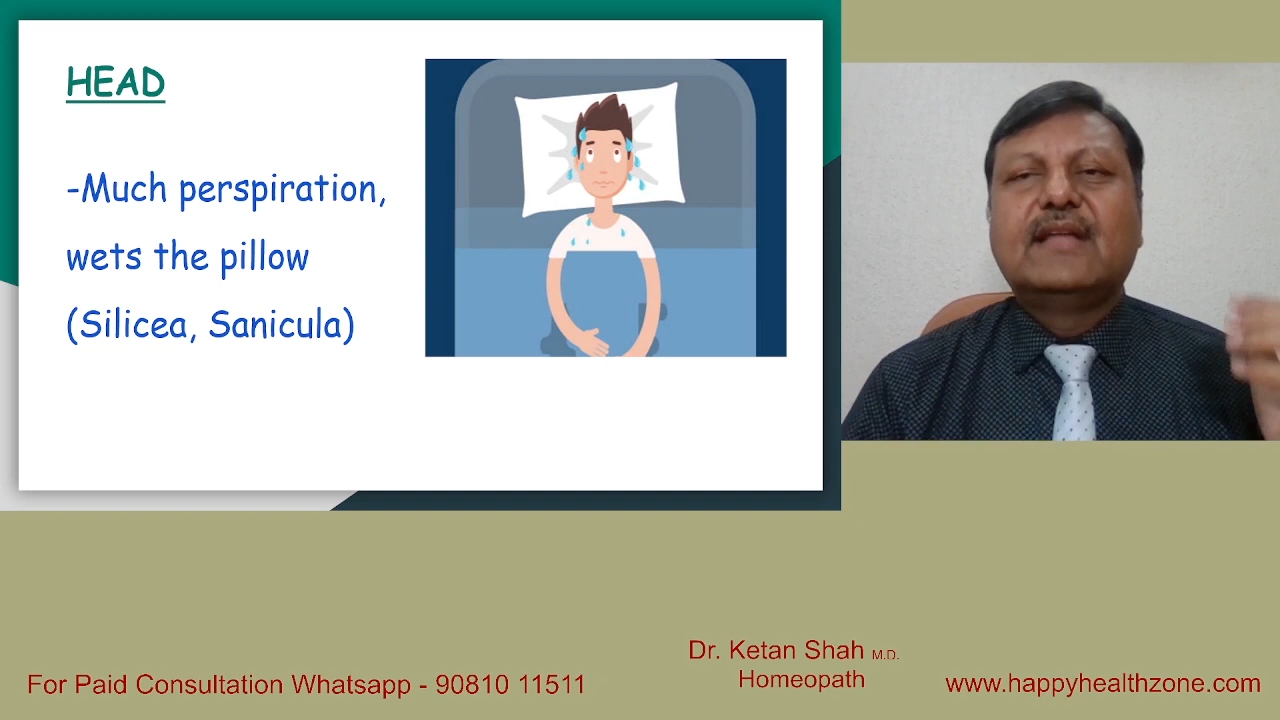 HEAD
-Much perspiration,
wets the pillow
(Silicea, Sanicula)
Dr. Ketan Shah M.D.
Homeopath
For Paid Consultation Whatsapp - 90810 11511
www.happyhealthzone.com